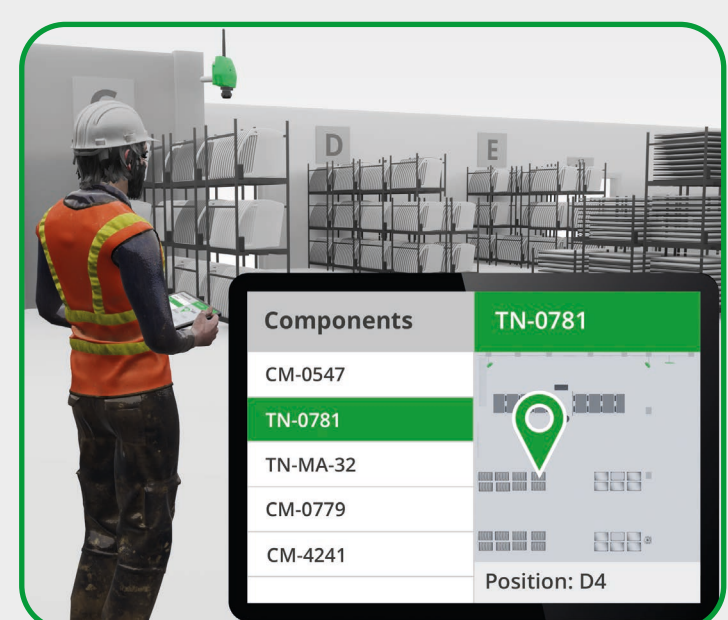 C
D
E
Components
TN-0781
CM-0547
TN-0781
TN-MA-32
CM-0779
CM-4241
Position: D4